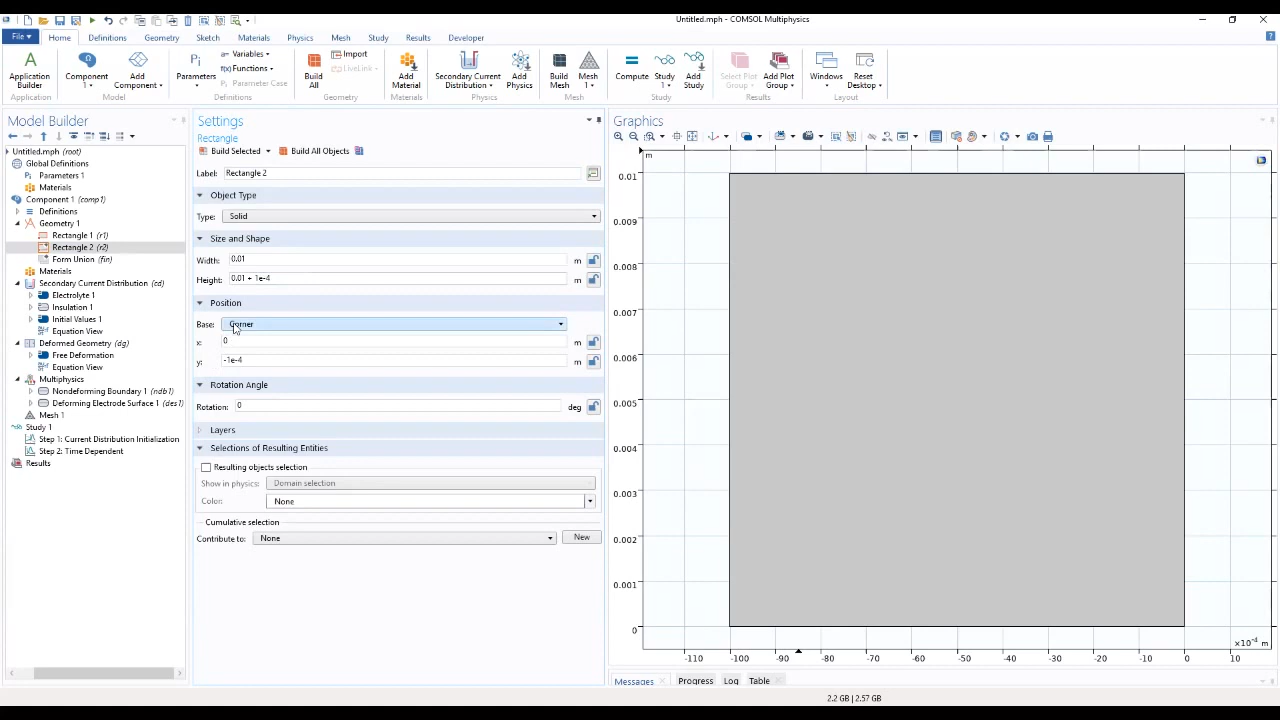 Untitled.mph - COMSOL Multiphysics
File Home Definitions Geometry Sketch Materials Physics Mesh Study Results Developer
Application Builder
Application
Component 1
Add Component
Model
Parameters 1
Variables
Functions
Parameter Case
Definitions
Build All
Import
LiveLink
Geometry
Add Material
Materials
Secondary Current Distribution
Add Physics
Physics
Build Mesh
Mesh 1
Mesh
Compute
Study 1
Add Study
Study
Select Plot Group
Add Plot Group
Results
Windows
Reset Desktop
Layout
Model Builder
Untitled.mph (root)
Global Definitions
Parameters 1
Materials
Component 1 (comp1)
Definitions
Geometry 1
Rectangle 1 (r1)
Rectangle 2 (r2)
Form Union (fin)
Materials
Secondary Current Distribution (cd)
Electrolyte 1
Insulation 1
Initial Values 1
Equation View
Deformed Geometry (dg)
Free Deformation
Equation View
Multiphysics
Nondeforming Boundary 1 (ndb1)
Deforming Electrode Surface 1 (des1)
Mesh 1
Study 1
Step 1: Current Distribution Initialization
Step 2: Time Dependent
Results
Settings
Rectangle
Build Selected Build All Objects
Label: Rectangle 2
Object Type
Type: Solid
Size and Shape
Width: 0.01 m
Height: 0.01 + 1e-4 m
Position
Base: Corner
x: 0 m
y: -1e-4 m
Rotation Angle
Rotation: 0 deg
Layers
Selections of Resulting Entities
Resulting objects selection
Show in physics: Domain selection
Color: None
Cumulative selection
Contribute to: None New
Graphics
m
0.01
0.009
0.008
0.007
0.006
0.005
0.004
0.003
0.002
0.001
0
×10⁻⁴ m
-110 -100 -90 -80 -70 -60 -50 -40 -30 -20 -10 0 10
Messages Progress Log Table
2.2 GB | 2.57 GB